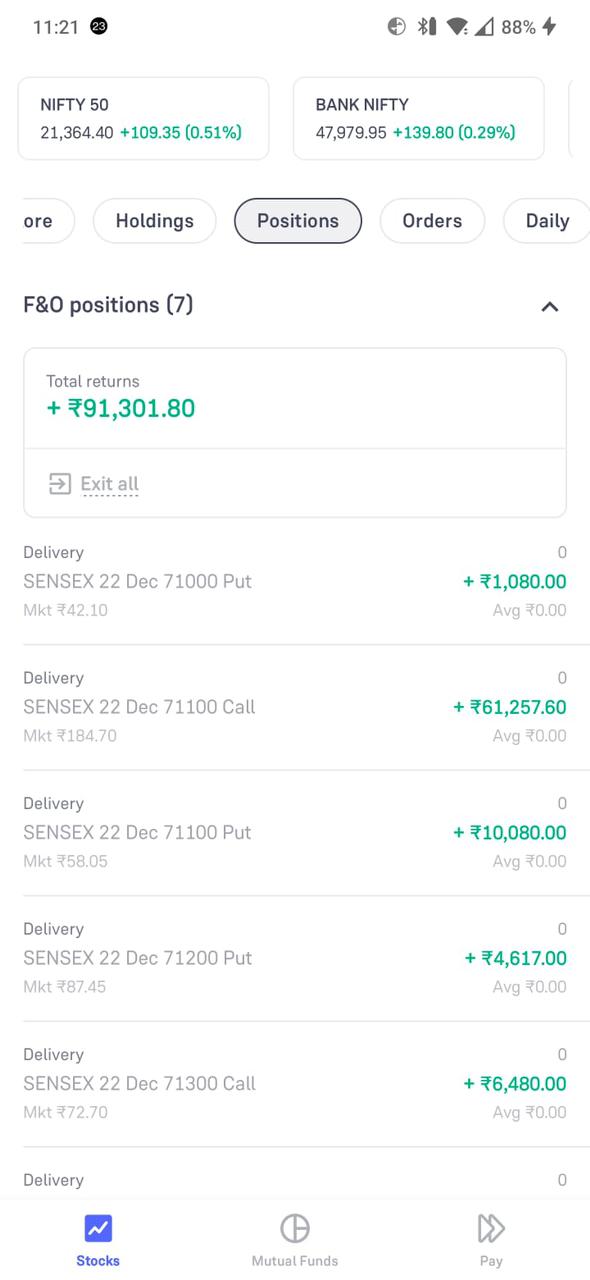 11:21 23 88%
NIFTY 50 BANK NIFTY
21,364.40 +109.35 (0.51%) 47,979.95 +139.80 (0.29%)
ore Holdings Positions Orders Daily
F&O positions (7)
Total returns
+ ₹91,301.80
Exit all
Delivery 0
SENSEX 22 Dec 71000 Put + ₹1,080.00
Mkt ₹42.10 Avg ₹0.00
Delivery 0
SENSEX 22 Dec 71100 Call + ₹61,257.60
Mkt ₹184.70 Avg ₹0.00
Delivery 0
SENSEX 22 Dec 71100 Put + ₹10,080.00
Mkt ₹58.05 Avg ₹0.00
Delivery 0
SENSEX 22 Dec 71200 Put + ₹4,617.00
Mkt ₹87.45 Avg ₹0.00
Delivery 0
SENSEX 22 Dec 71300 Call + ₹6,480.00
Mkt ₹72.70 Avg ₹0.00
Delivery 0
Stocks Mutual Funds Pay